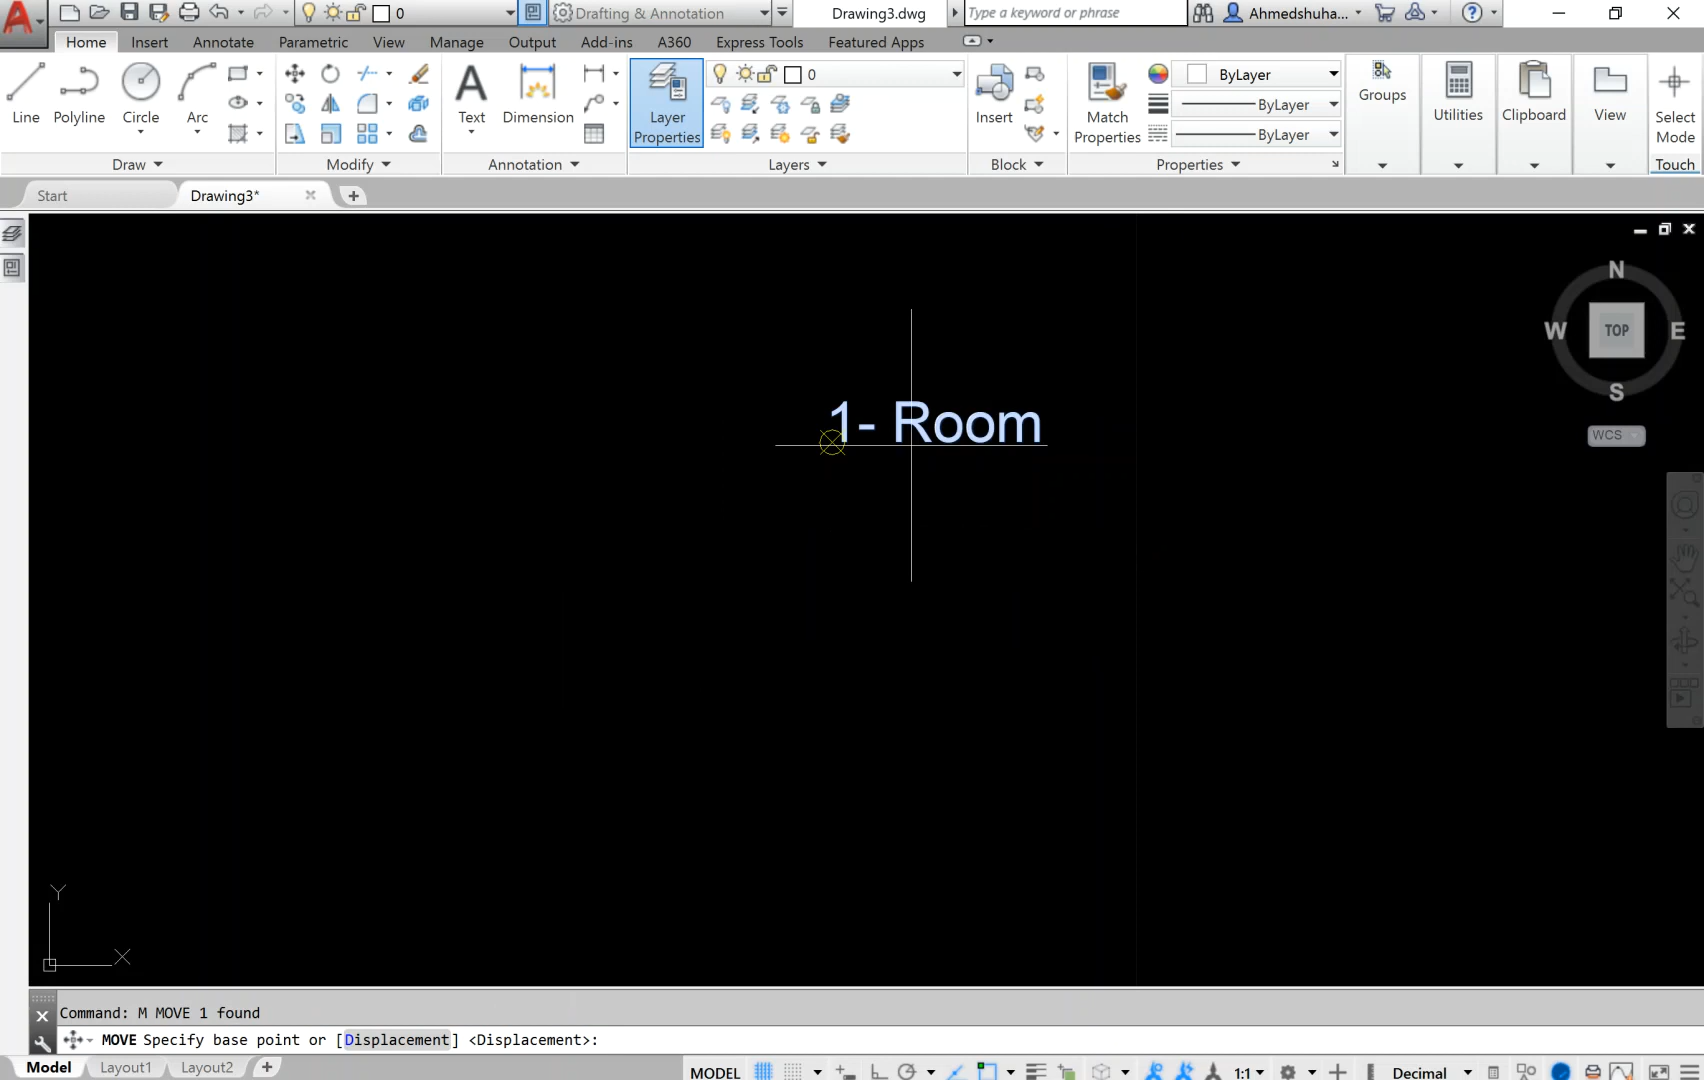 0 Drafting & Annotation Drawing3.dwg Type a keyword or phrase Ahmedshuha...
Home Insert Annotate Parametric View Manage Output Add-ins A360 Express Tools Featured Apps
Line Polyline Circle Arc Text Dimension Layer Properties 0 Insert Match Properties ByLayer ByLayer ByLayer Groups Utilities Clipboard View Select Mode
Draw Modify Annotation Layers Block Properties Touch
Start Drawing3*
N
W TOP E
S
WCS
1- Room
Y
X
Command: M MOVE 1 found
MOVE Specify base point or [Displacement] <Displacement>:
Model Layout1 Layout2 + MODEL 1:1 Decimal